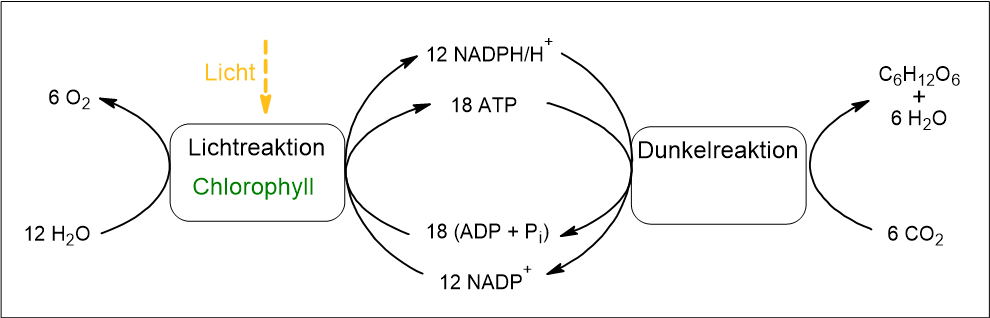 12 NADPH/H⁺
Licht
C₆H₁₂O₆
+
6 H₂O
6 O₂
18 ATP
Lichtreaktion
Chlorophyll
Dunkelreaktion
12 H₂O
18 (ADP + Pᵢ)
6 CO₂
12 NADP⁺